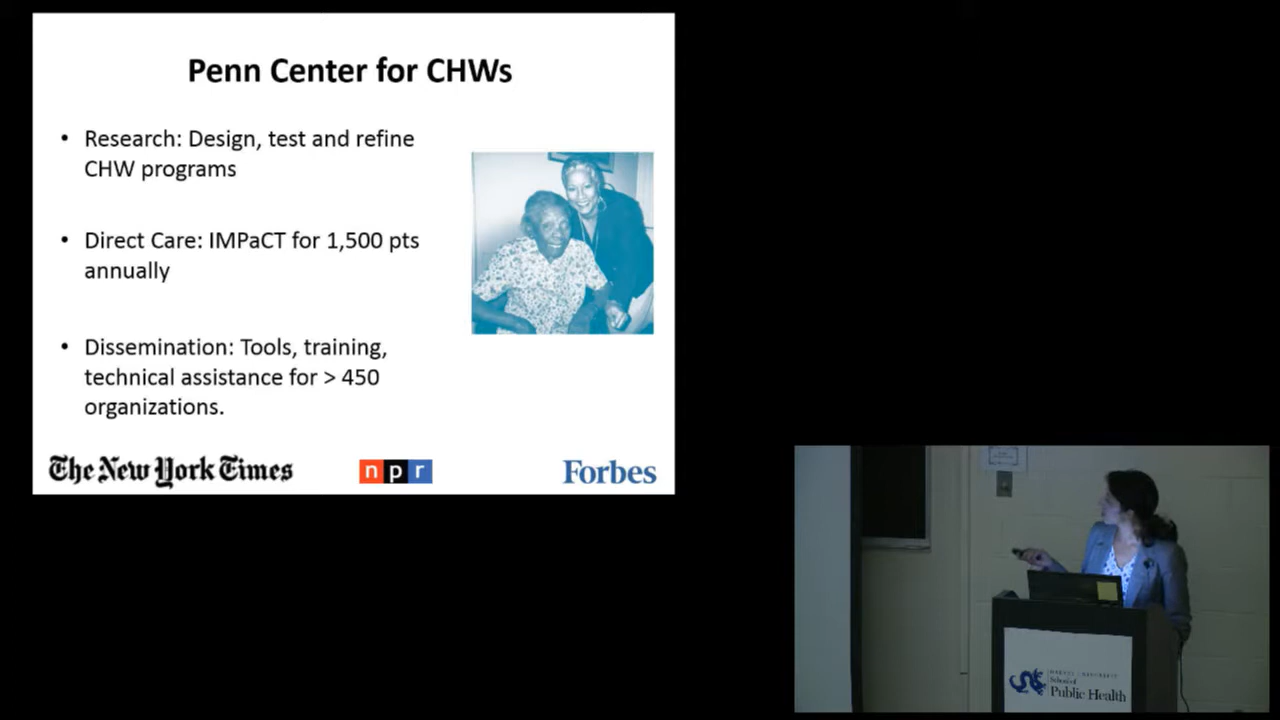 Penn Center for CHWs
• Research: Design, test and refine
CHW programs
• Direct Care: IMPaCT for 1,500 pts
annually
• Dissemination: Tools, training,
technical assistance for > 450
organizations.
The New York Times
npr
Forbes
School of
Public Health